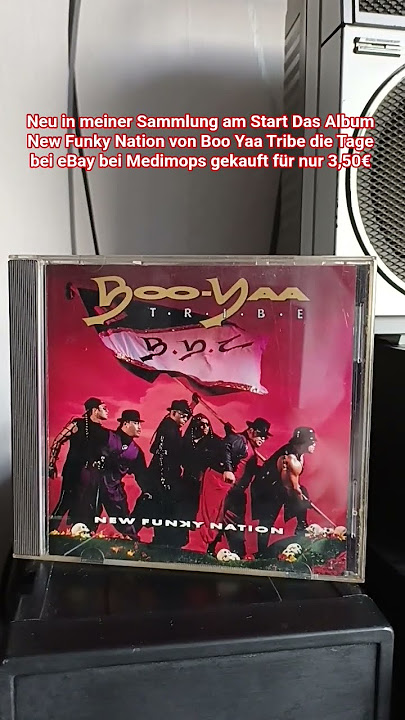 Neu in meiner Sammlung am Start Das Album
New Funky Nation von Boo Yaa Tribe die Tage
bei eBay bei Medimops gekauft für nur 3,50€
BOO-YAA
T·R·I·B·E
B.Y.T
NEW FUNKY NATION